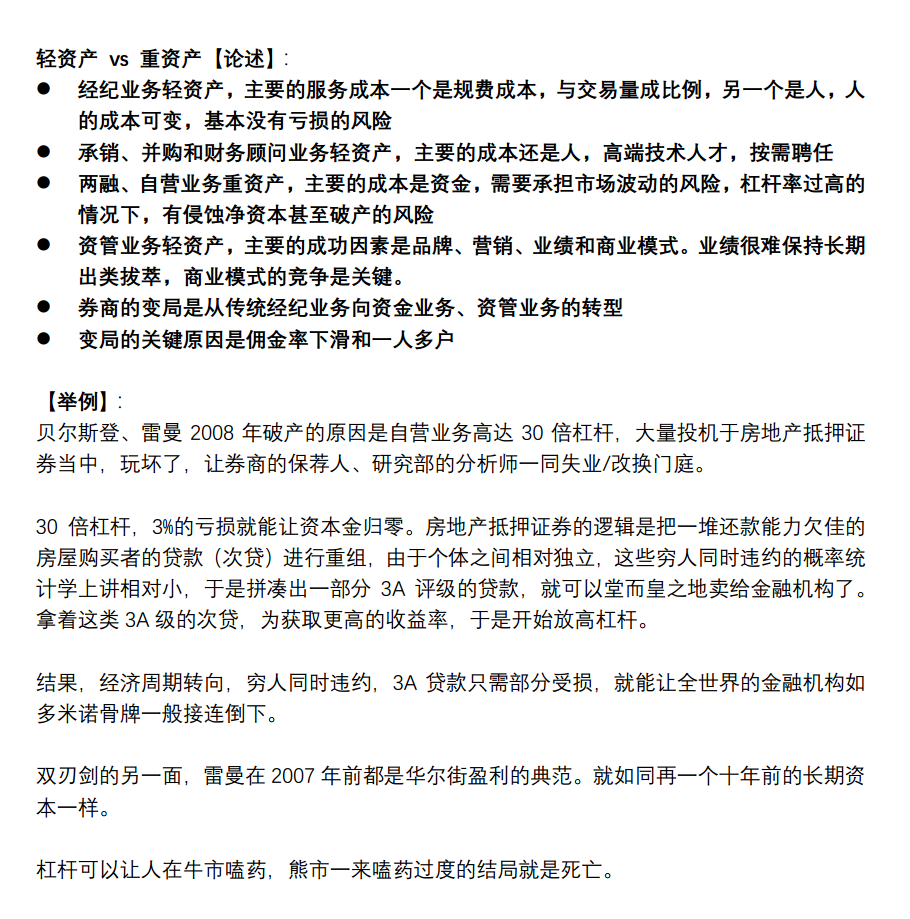 轻资产 vs 重资产【论述】:
● 经纪业务轻资产，主要的服务成本一个是规费成本，与交易量成比例，另一个是人，人
的成本可变，基本没有亏损的风险
● 承销、并购和财务顾问业务轻资产，主要的成本还是人，高端技术人才，按需聘任
● 两融、自营业务重资产，主要的成本是资金，需要承担市场波动的风险，杠杆率过高的
情况下，有侵蚀净资本甚至破产的风险
● 资管业务轻资产，主要的成功因素是品牌、营销、业绩和商业模式。业绩很难保持长期
出类拔萃，商业模式的竞争是关键。
● 券商的变局是从传统经纪业务向资金业务、资管业务的转型
● 变局的关键原因是佣金率下滑和一人多户
【举例】:
贝尔斯登、雷曼 2008 年破产的原因是自营业务高达 30 倍杠杆，大量投机于房地产抵押证
券当中，玩坏了，让券商的保荐人、研究部的分析师一同失业/改换门庭。
30 倍杠杆，3%的亏损就能让资本金归零。房地产抵押证券的逻辑是把一堆还款能力欠佳的
房屋购买者的贷款（次贷）进行重组，由于个体之间相对独立，这些穷人同时违约的概率统
计学上讲相对小，于是拼凑出一部分 3A 评级的贷款，就可以堂而皇之地卖给金融机构了。
拿着这类 3A 级的次贷，为获取更高的收益率，于是开始放高杠杆。
结果，经济周期转向，穷人同时违约，3A 贷款只需部分受损，就能让全世界的金融机构如
多米诺骨牌一般接连倒下。
双刃剑的另一面，雷曼在 2007 年前都是华尔街盈利的典范。就如同再一个十年前的长期资
本一样。
杠杆可以让人在牛市嗑药，熊市一来嗑药过度的结局就是死亡。